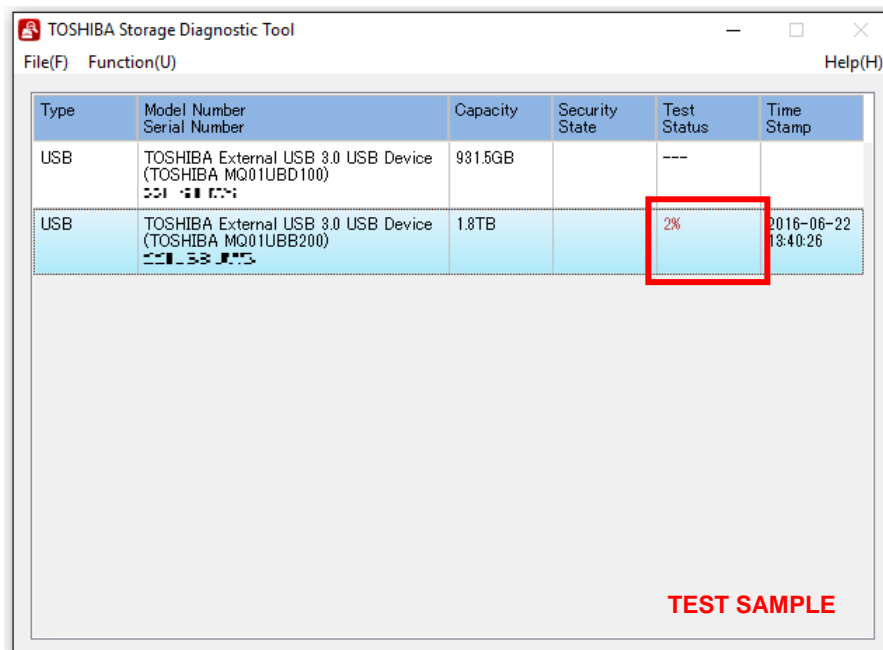 TOSHIBA Storage Diagnostic Tool
File(F) Function(U) Help(H)
Type Model Number Capacity Security Test Time
Serial Number State Status Stamp
USB TOSHIBA External USB 3.0 USB Device 931.5GB ---
(TOSHIBA MQ01UBD100)
USB TOSHIBA External USB 3.0 USB Device 1.8TB 2% 2016-06-22
(TOSHIBA MQ01UBB200) 13:40:26
TEST SAMPLE